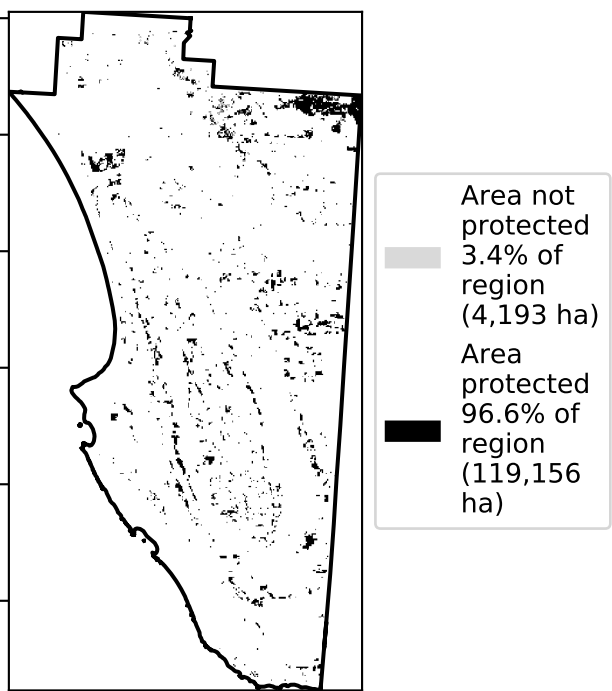 Area not
protected
3.4% of
region
(4,193 ha)
Area
protected
96.6% of
region
(119,156
ha)